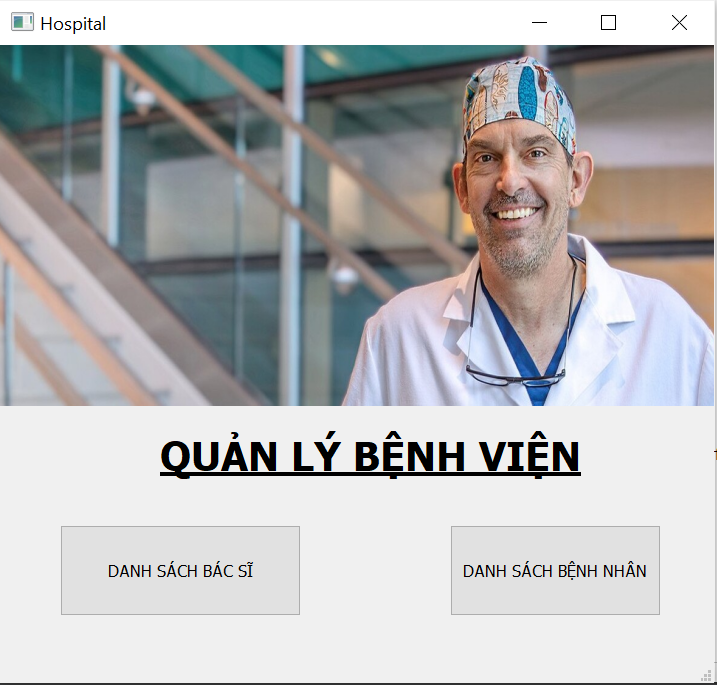 Hospital
QUẢN LÝ BỆNH VIỆN
DANH SÁCH BÁC SĨ
DANH SÁCH BỆNH NHÂN